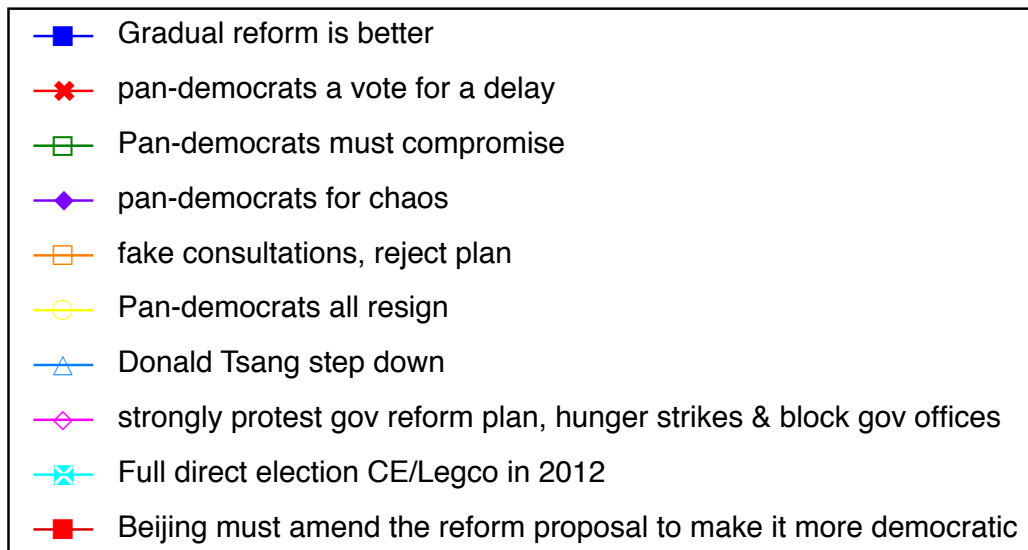 Gradual reform is better
pan-democrats a vote for a delay
Pan-democrats must compromise
pan-democrats for chaos
fake consultations, reject plan
Pan-democrats all resign
Donald Tsang step down
strongly protest gov reform plan, hunger strikes & block gov offices
Full direct election CE/Legco in 2012
Beijing must amend the reform proposal to make it more democratic